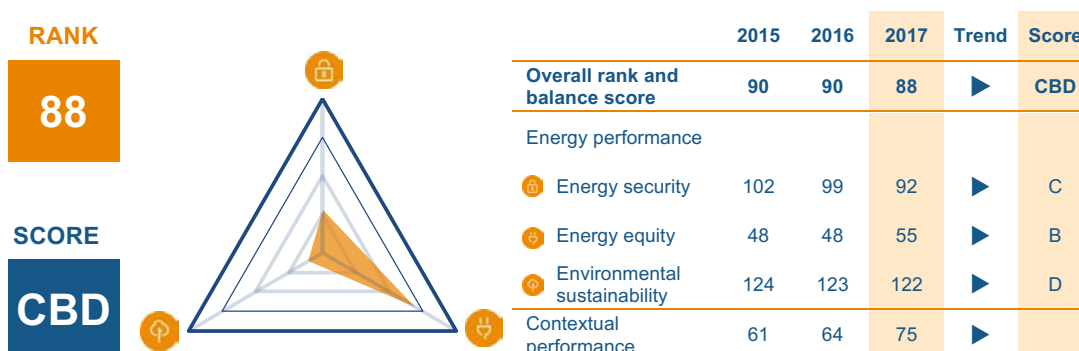 RANK
88
SCORE
CBD
2015 2016 2017 Trend Score
Overall rank and
balance score 90 90 88 CBD
Energy performance
Energy security 102 99 92 C
Energy equity 48 48 55 B
Environmental
sustainability 124 123 122 D
Contextual
performance 61 64 75